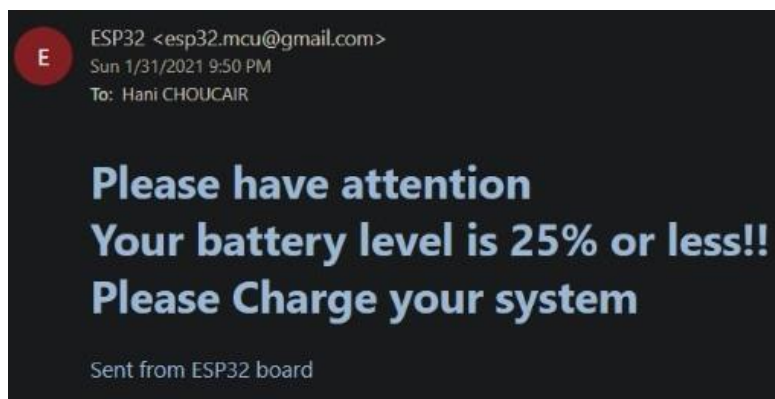 E
ESP32 <esp32.mcu@gmail.com>
Sun 1/31/2021 9:50 PM
To: Hani CHOUCAIR
Please have attention
Your battery level is 25% or less!!
Please Charge your system
Sent from ESP32 board